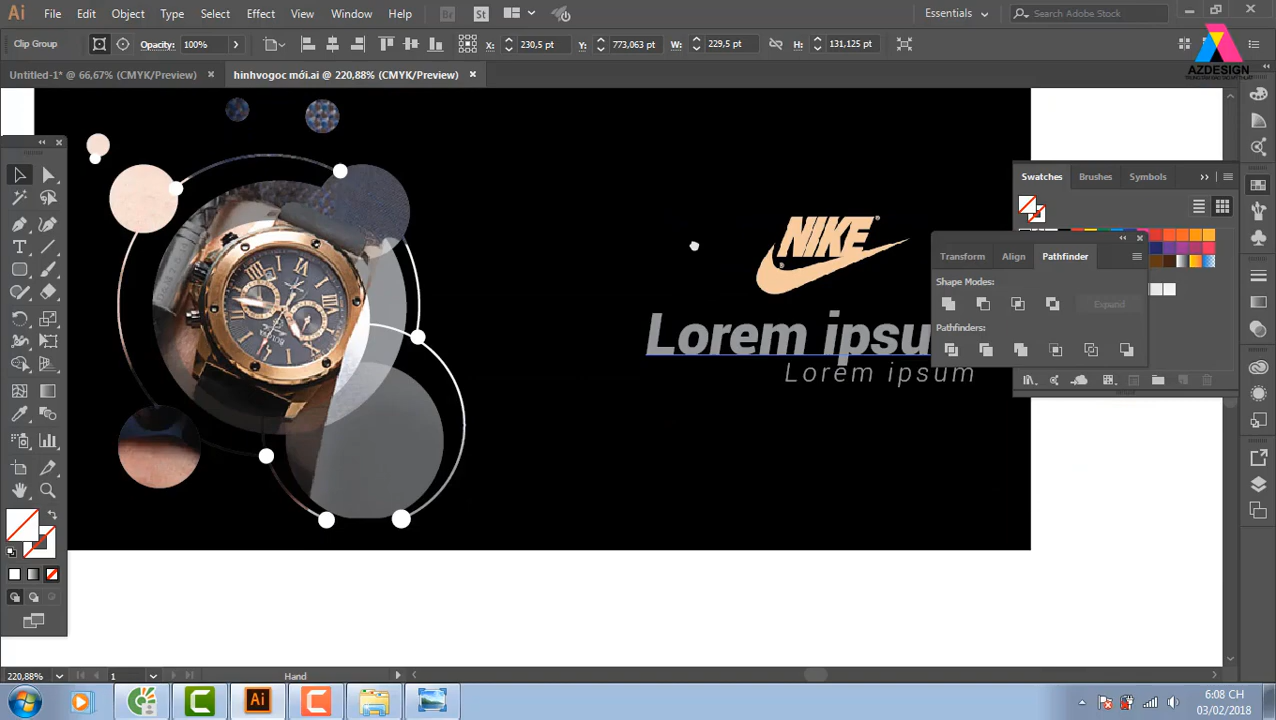 Ai File Edit Object Type Select Effect View Window Help Br St Essentials Search Adobe Stock
Clip Group Opacity: 100% X: 230,5 pt Y: 773,063 pt W: 229,5 pt H: 131,125 pt
AZDESIGN
Untitled-1* @ 66,67% (CMYK/Preview) hinhvogoc mới.ai @ 220,88% (CMYK/Preview)
Swatches Brushes Symbols
NIKE
Transform Align Pathfinder
Shape Modes:
Expand
Pathfinders:
Lorem ipsu
Lorem ipsum
220,88% 1 Hand
Ai
6:08 CH
03/02/2018